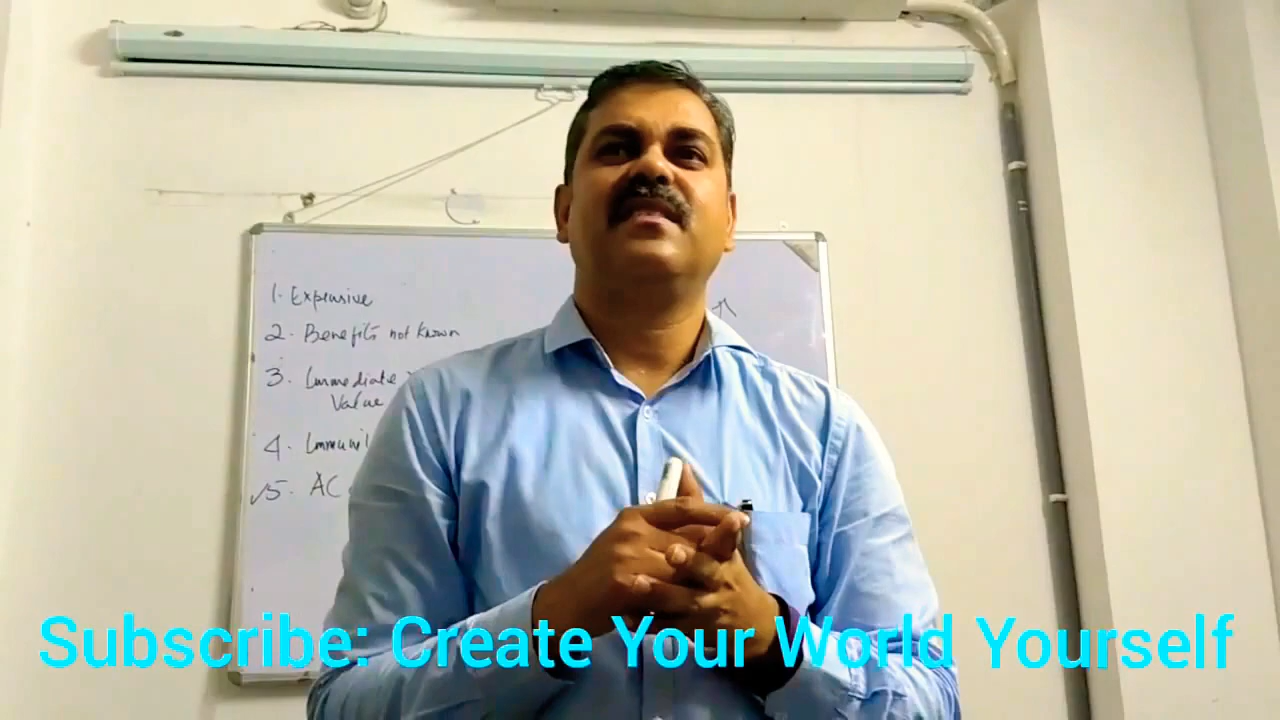 1. Expensive
2. Benefits not known
3. Immediate
Value
4.
5. AC
Subscribe: Create Your World Yourself